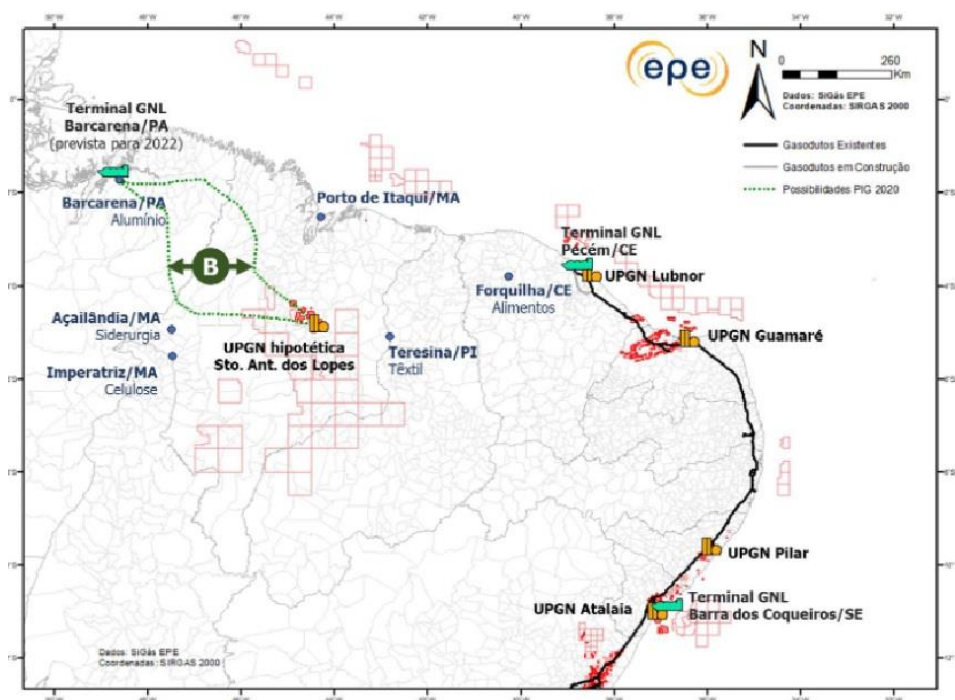 epe
N
0
260
Km
Dados: SiGás EPE
Coordenadas: SIRGAS 2000
Gasodutos Existentes
Gasodutos em Construção
Possibilidades PIG 2020
Terminal GNL
Barcarena/PA
(prevista para 2022)
Barcarena/PA
Alumínio
Porto de Itaqui/MA
Terminal GNL
Pécém/CE
UPGN Lubnor
B
Forquilha/CE
Alimentos
Açailândia/MA
Siderurgia
UPGN hipotética
Sto. Ant. dos Lopes
Teresina/PI
Têxtil
UPGN Guamaré
Imperatriz/MA
Celulose
UPGN Pilar
UPGN Atalaia
Terminal GNL
Barra dos Coqueiros/SE
Dados: SiGás EPE
Coordenadas: SIRGAS 2000